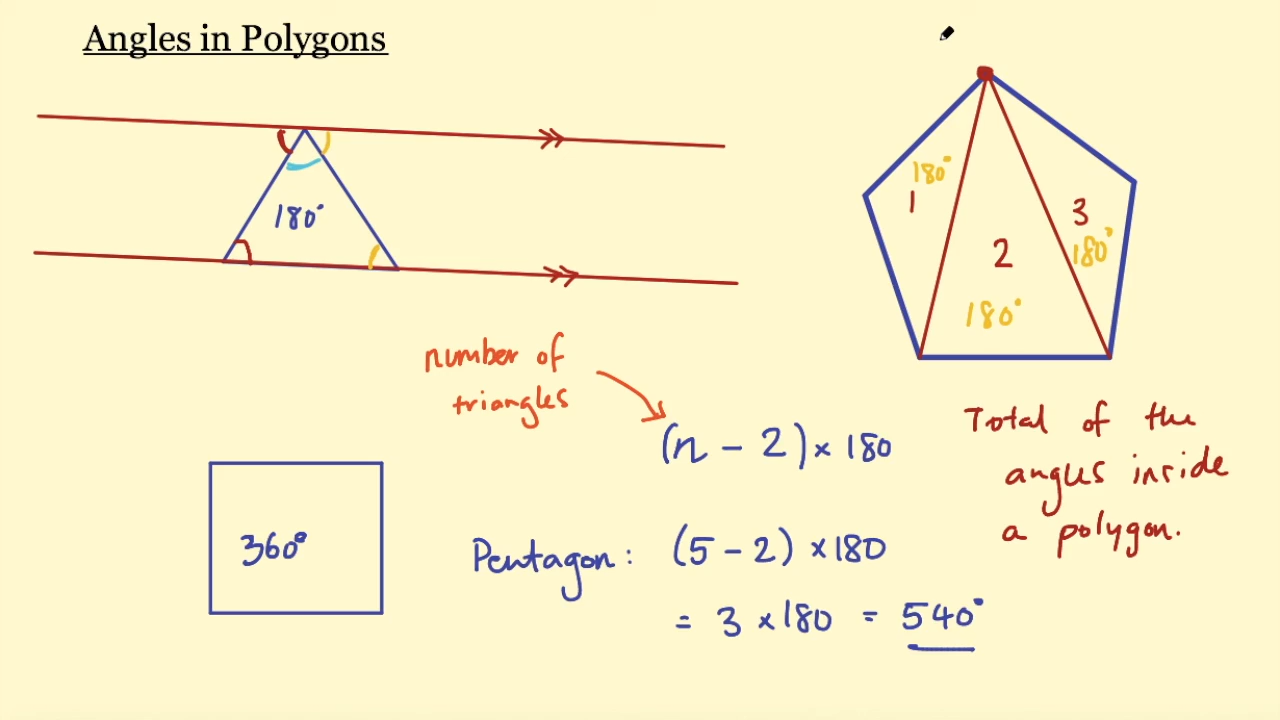 Angles in Polygons
180°
180°
1
2
180°
3
180°
number of
triangles
(n - 2) × 180
Total of the
angles inside
a polygon.
360°
Pentagon: (5 - 2) × 180
= 3 × 180 = 540°